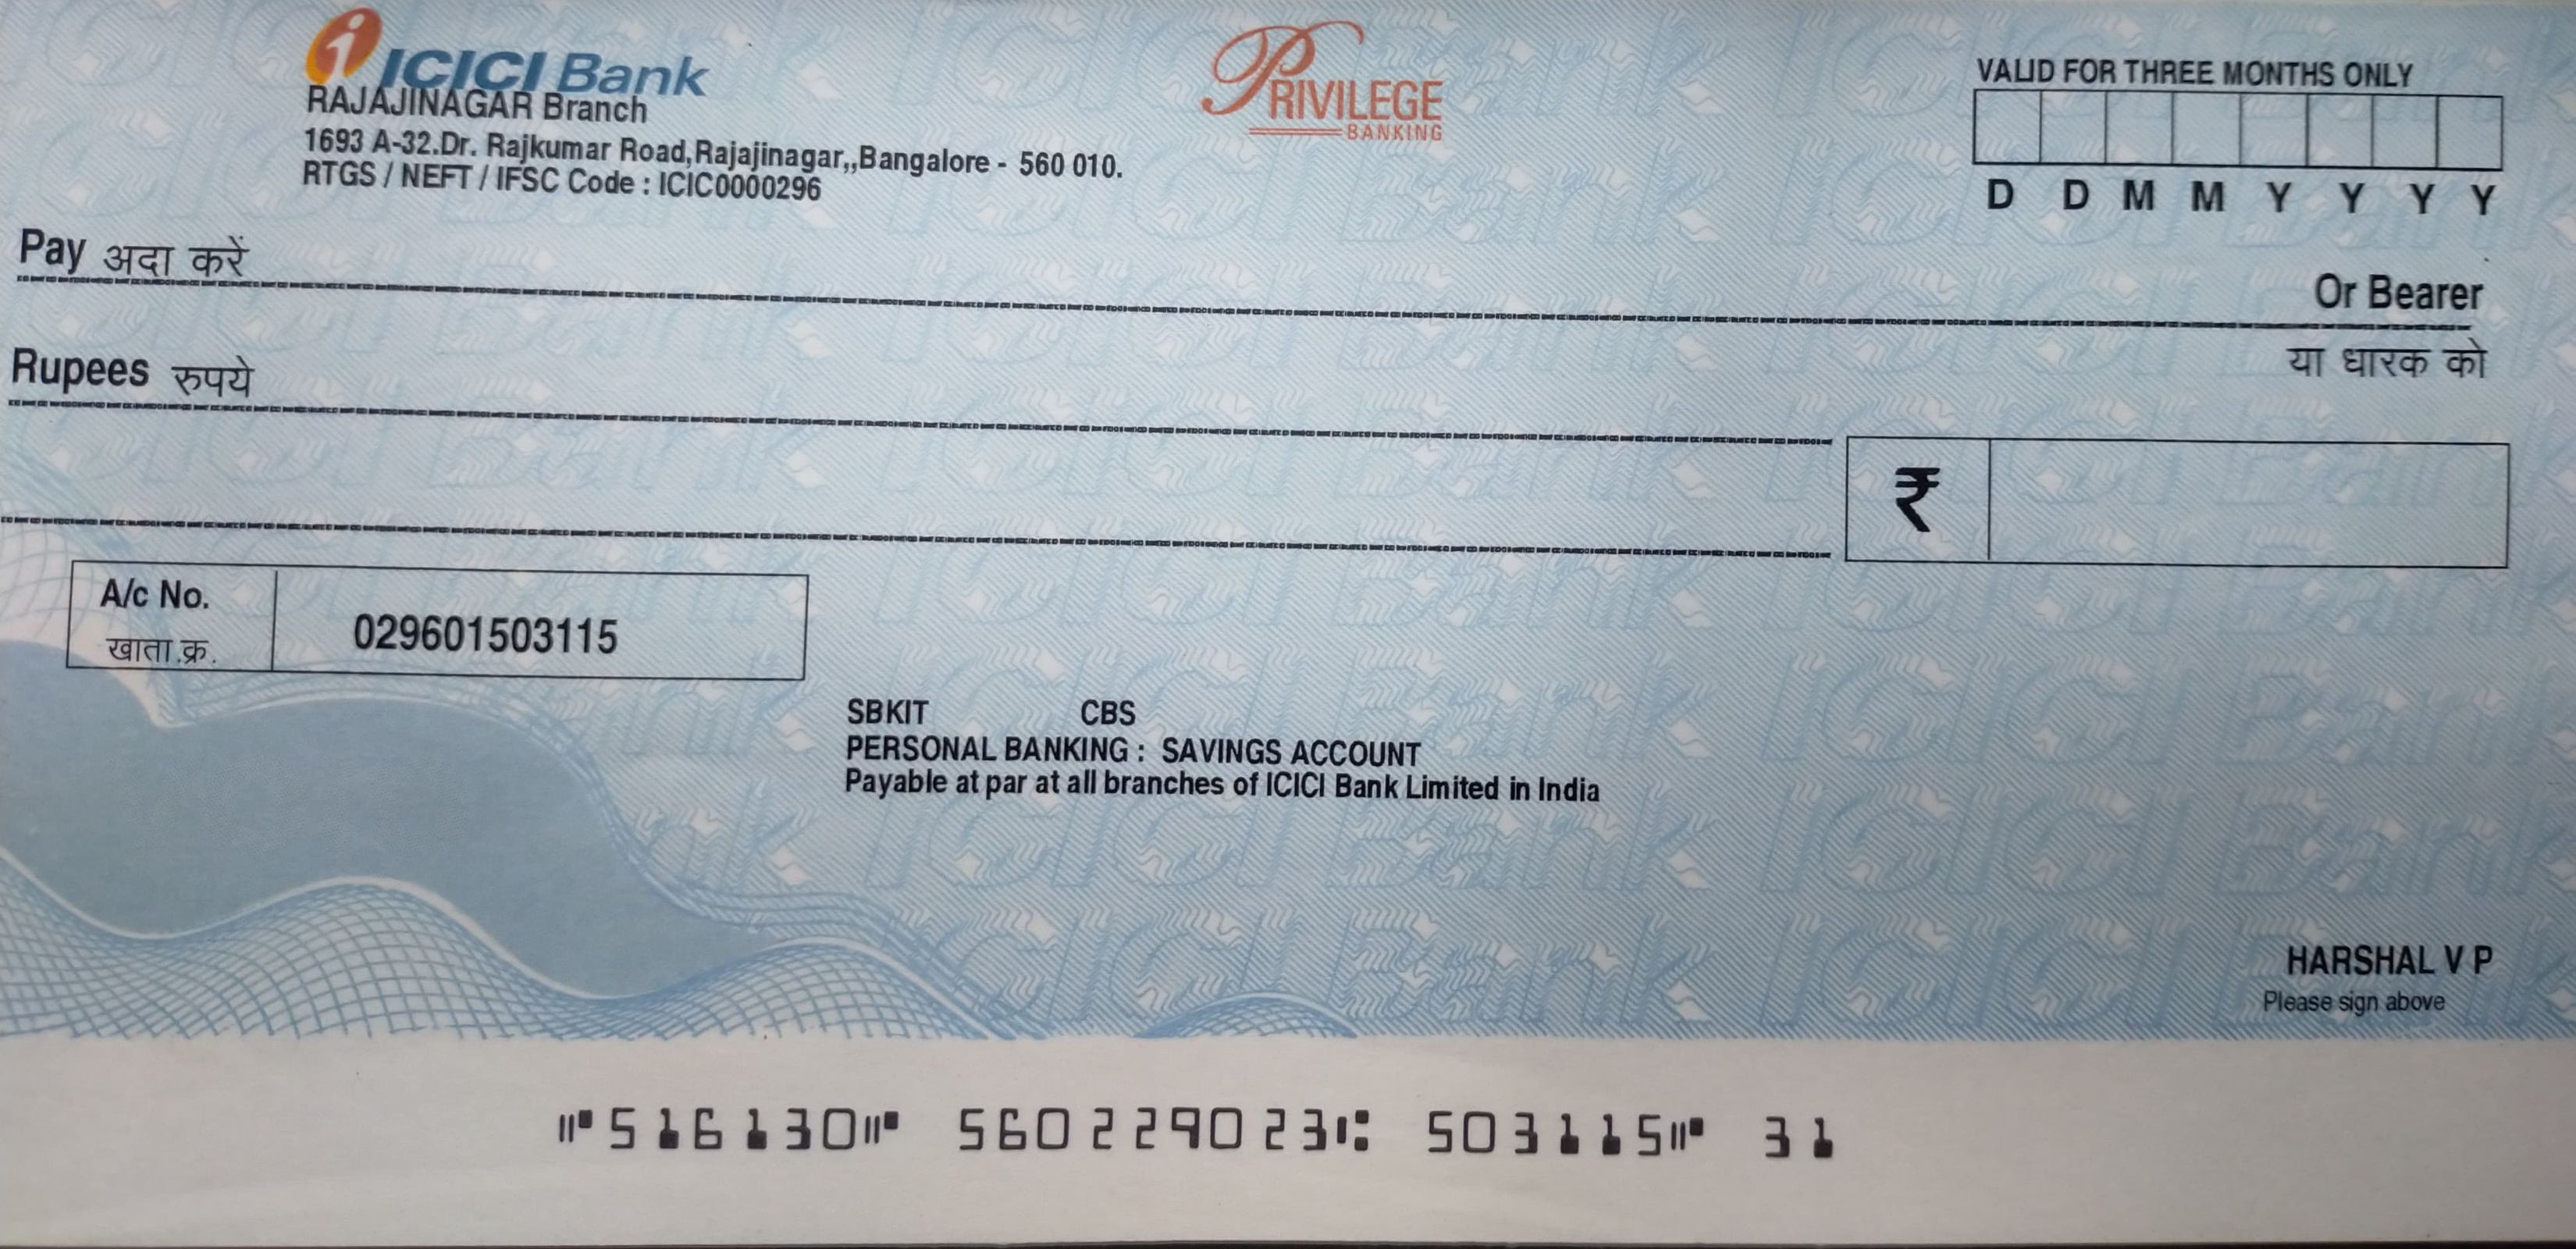 ICICI Bank
RAJAJINAGAR Branch
1693 A-32.Dr. Rajkumar Road,Rajajinagar,,Bangalore - 560 010.
RTGS / NEFT / IFSC Code : ICIC0000296
PRIVILEGE
BANKING
VALID FOR THREE MONTHS ONLY
D D M M Y Y Y Y
Pay अदा करें
Or Bearer
या धारक को
Rupees रुपये
₹
A/c No.
खाता.क्र.
029601503115
SBKIT CBS
PERSONAL BANKING : SAVINGS ACCOUNT
Payable at par at all branches of ICICI Bank Limited in India
HARSHAL V P
Please sign above
⑈516130⑈ 560229023⑆ 503115⑈ 31